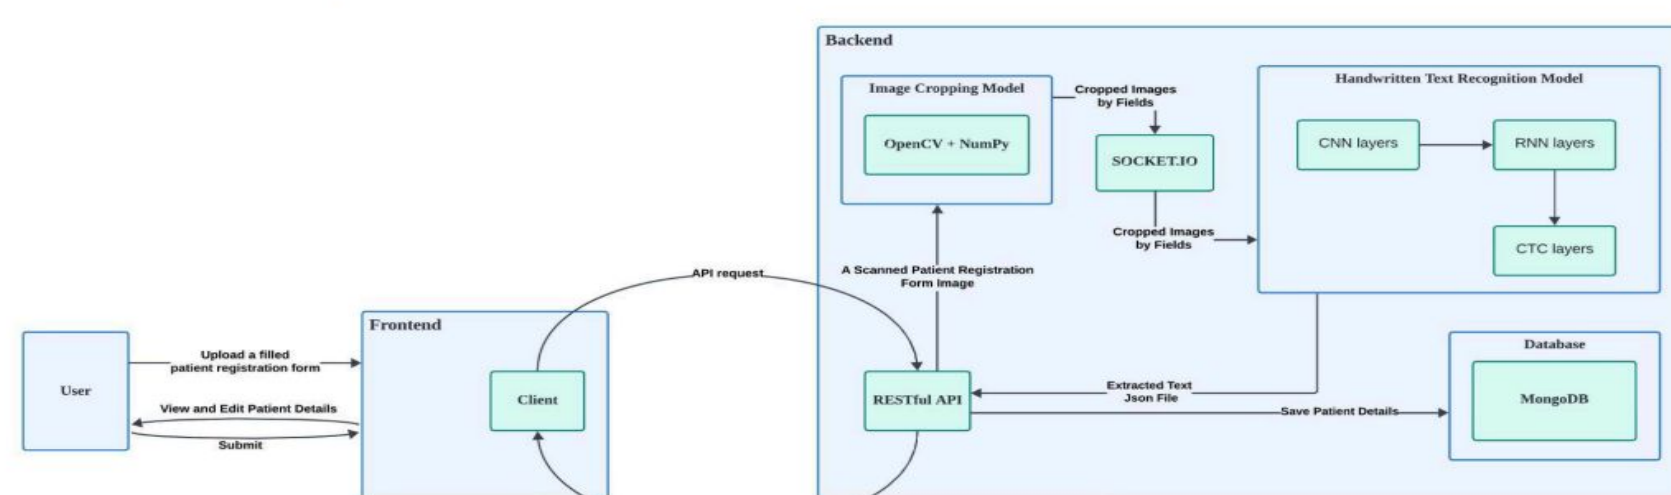 Backend
Image Cropping Model
OpenCV + NumPy
Cropped Images
by Fields
SOCKET.IO
Cropped Images
by Fields
Handwritten Text Recognition Model
CNN layers
RNN layers
CTC layers
API request
A Scanned Patient Registration
Form Image
Frontend
User
Upload a filled
patient registration form
View and Edit Patient Details
Submit
Client
RESTful API
Extracted Text
Json File
Save Patient Details
Database
MongoDB